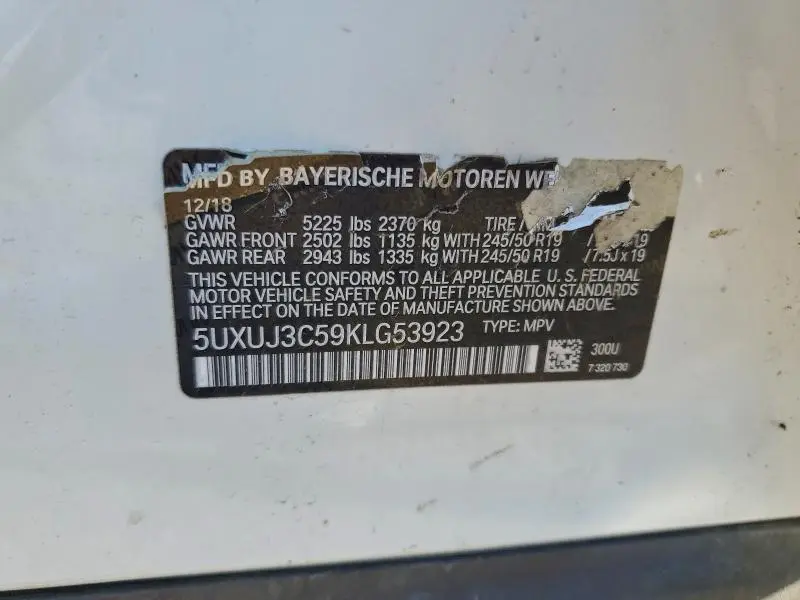 MFD BY BAYERISCHE MOTOREN
12/18
GVWR 5225 lbs 2370 kg TIRE
GAWR FRONT 2502 lbs 1135 kg WITH 245/50 R19
GAWR REAR 2943 lbs 1335 kg WITH 245/50 R19 /7.5J x 19
THIS VEHICLE CONFORMS TO ALL APPLICABLE U. S. FEDERAL
MOTOR VEHICLE SAFETY AND THEFT PREVENTION STANDARDS
IN EFFECT ON THE DATE OF MANUFACTURE SHOWN ABOVE.
5UXUJ3C59KLG53923 TYPE: MPV
300U
7 320 730